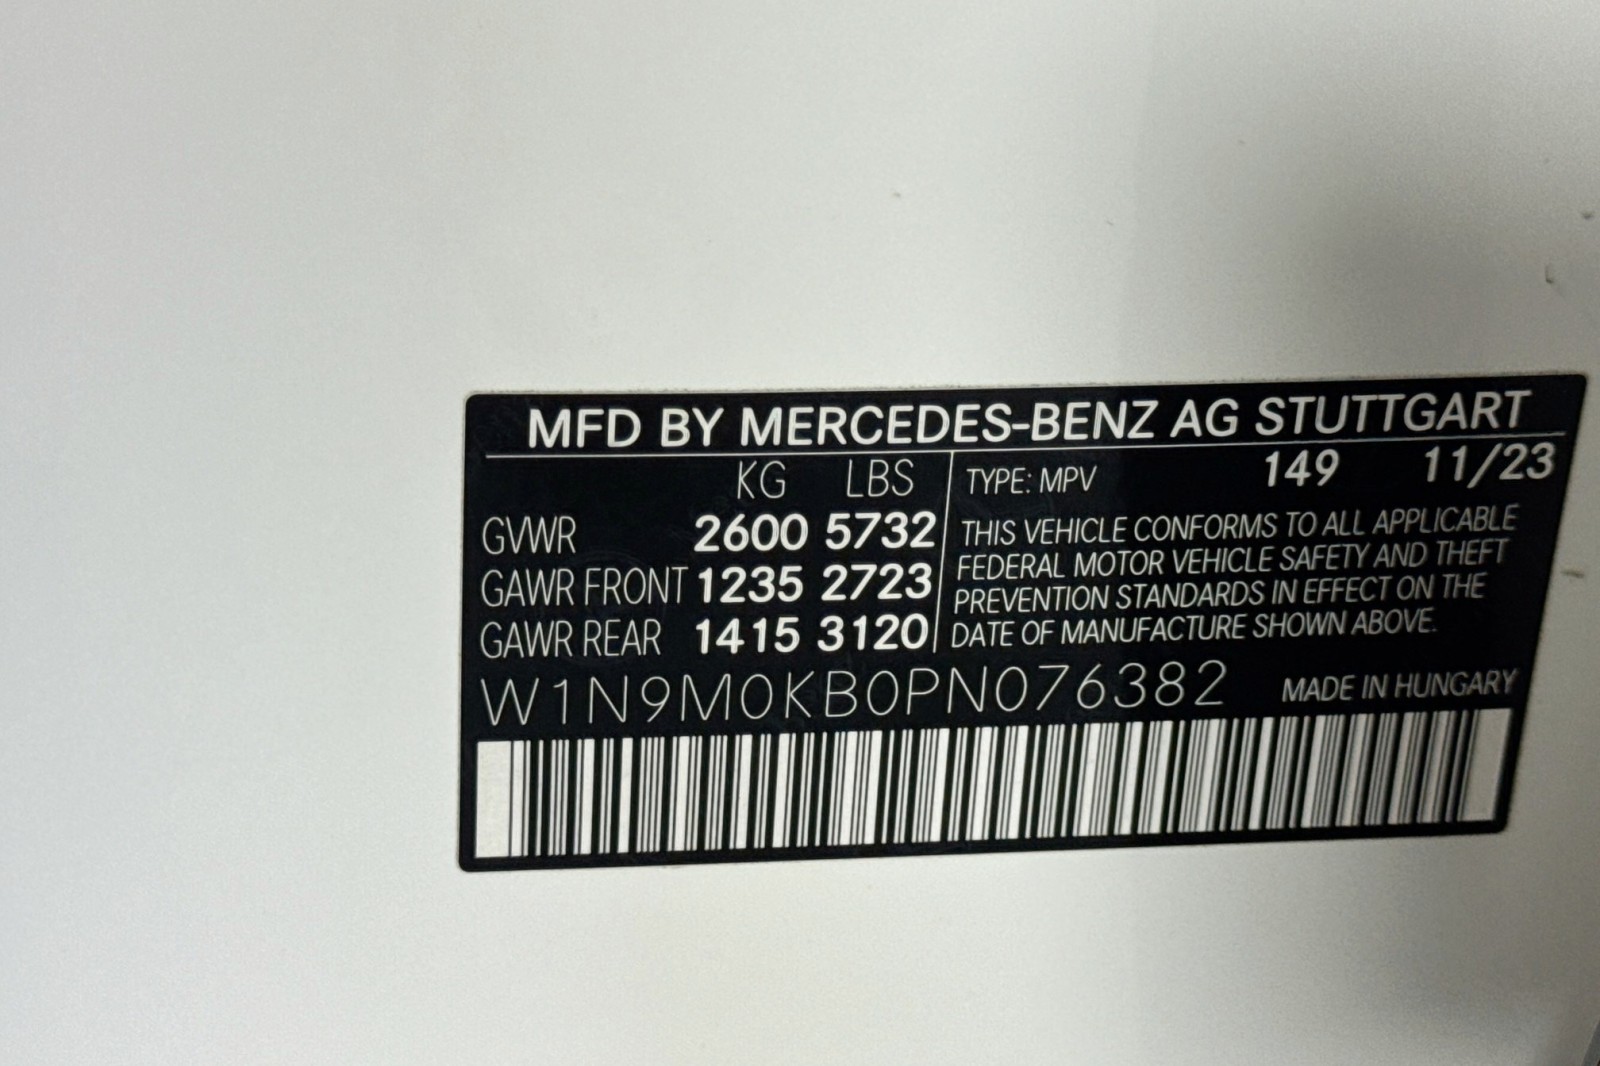 MFD BY MERCEDES-BENZ AG STUTTGART
KG LBS
GVWR 2600 5732
GAWR FRONT 1235 2723
GAWR REAR 1415 3120
TYPE: MPV 149 11/23
THIS VEHICLE CONFORMS TO ALL APPLICABLE
FEDERAL MOTOR VEHICLE SAFETY AND THEFT
PREVENTION STANDARDS IN EFFECT ON THE
DATE OF MANUFACTURE SHOWN ABOVE.
W1N9M0KB0PN076382 MADE IN HUNGARY